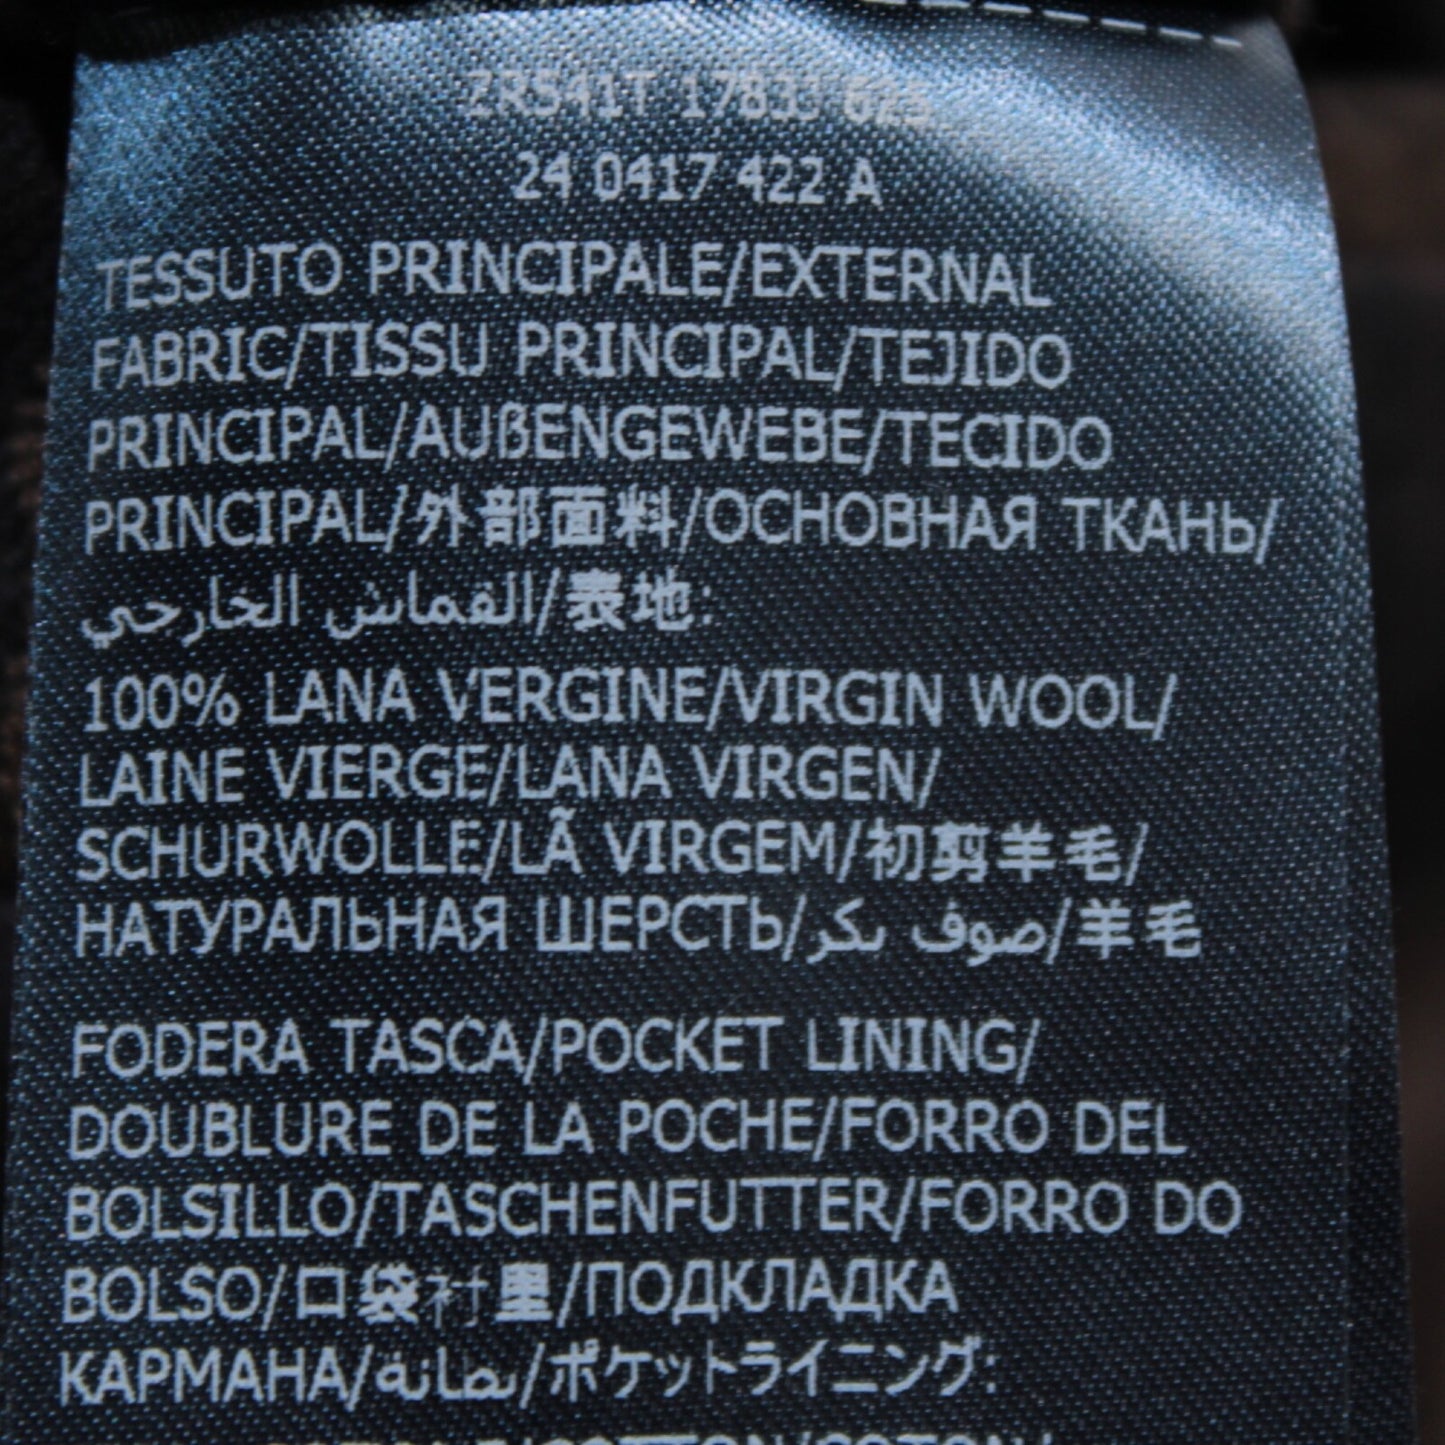 ZR541T 1783J 625
24 0417 422 A
TESSUTO PRINCIPALE/EXTERNAL
FABRIC/TISSU PRINCIPAL/TEJIDO
PRINCIPAL/AUßENGEWEBE/TECIDO
PRINCIPAL/外部面料/ОСНОВНАЯ ТКАНЬ/
القماش الخارجي/表地:
100% LANA VERGINE/VIRGIN WOOL/
LAINE VIERGE/LANA VIRGEN/
SCHURWOLLE/LÃ VIRGEM/初剪羊毛/
НАТУРАЛЬНАЯ ШЕРСТЬ/صوف بكر/羊毛
FODERA TASCA/POCKET LINING/
DOUBLURE DE LA POCHE/FORRO DEL
BOLSILLO/TASCHENFUTTER/FORRO DO
BOLSO/口袋衬里/ПОДКЛАДКА
КАРМАНА/بطانة/ポケットライニング: